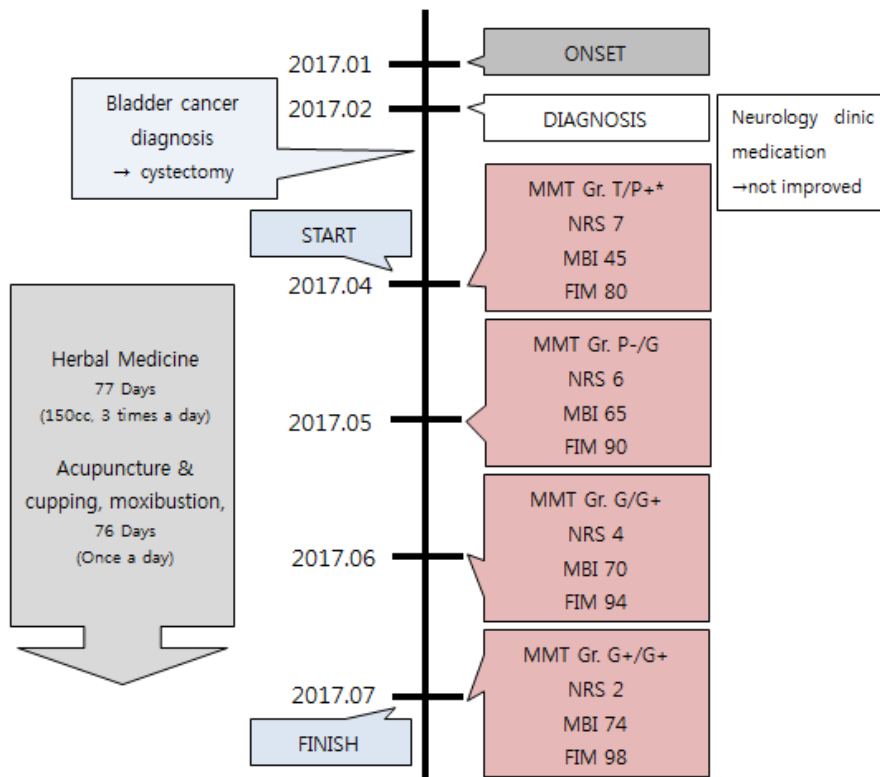 2017.01
ONSET
Bladder cancer
diagnosis
→ cystectomy
2017.02
DIAGNOSIS
Neurology clinic
medication
→not improved
START
2017.04
MMT Gr. T/P+*
NRS 7
MBI 45
FIM 80
Herbal Medicine
77 Days
(150cc, 3 times a day)
Acupuncture &
cupping, moxibustion,
76 Days
(Once a day)
2017.05
MMT Gr. P-/G
NRS 6
MBI 65
FIM 90
2017.06
MMT Gr. G/G+
NRS 4
MBI 70
FIM 94
2017.07
MMT Gr. G+/G+
NRS 2
MBI 74
FIM 98
FINISH